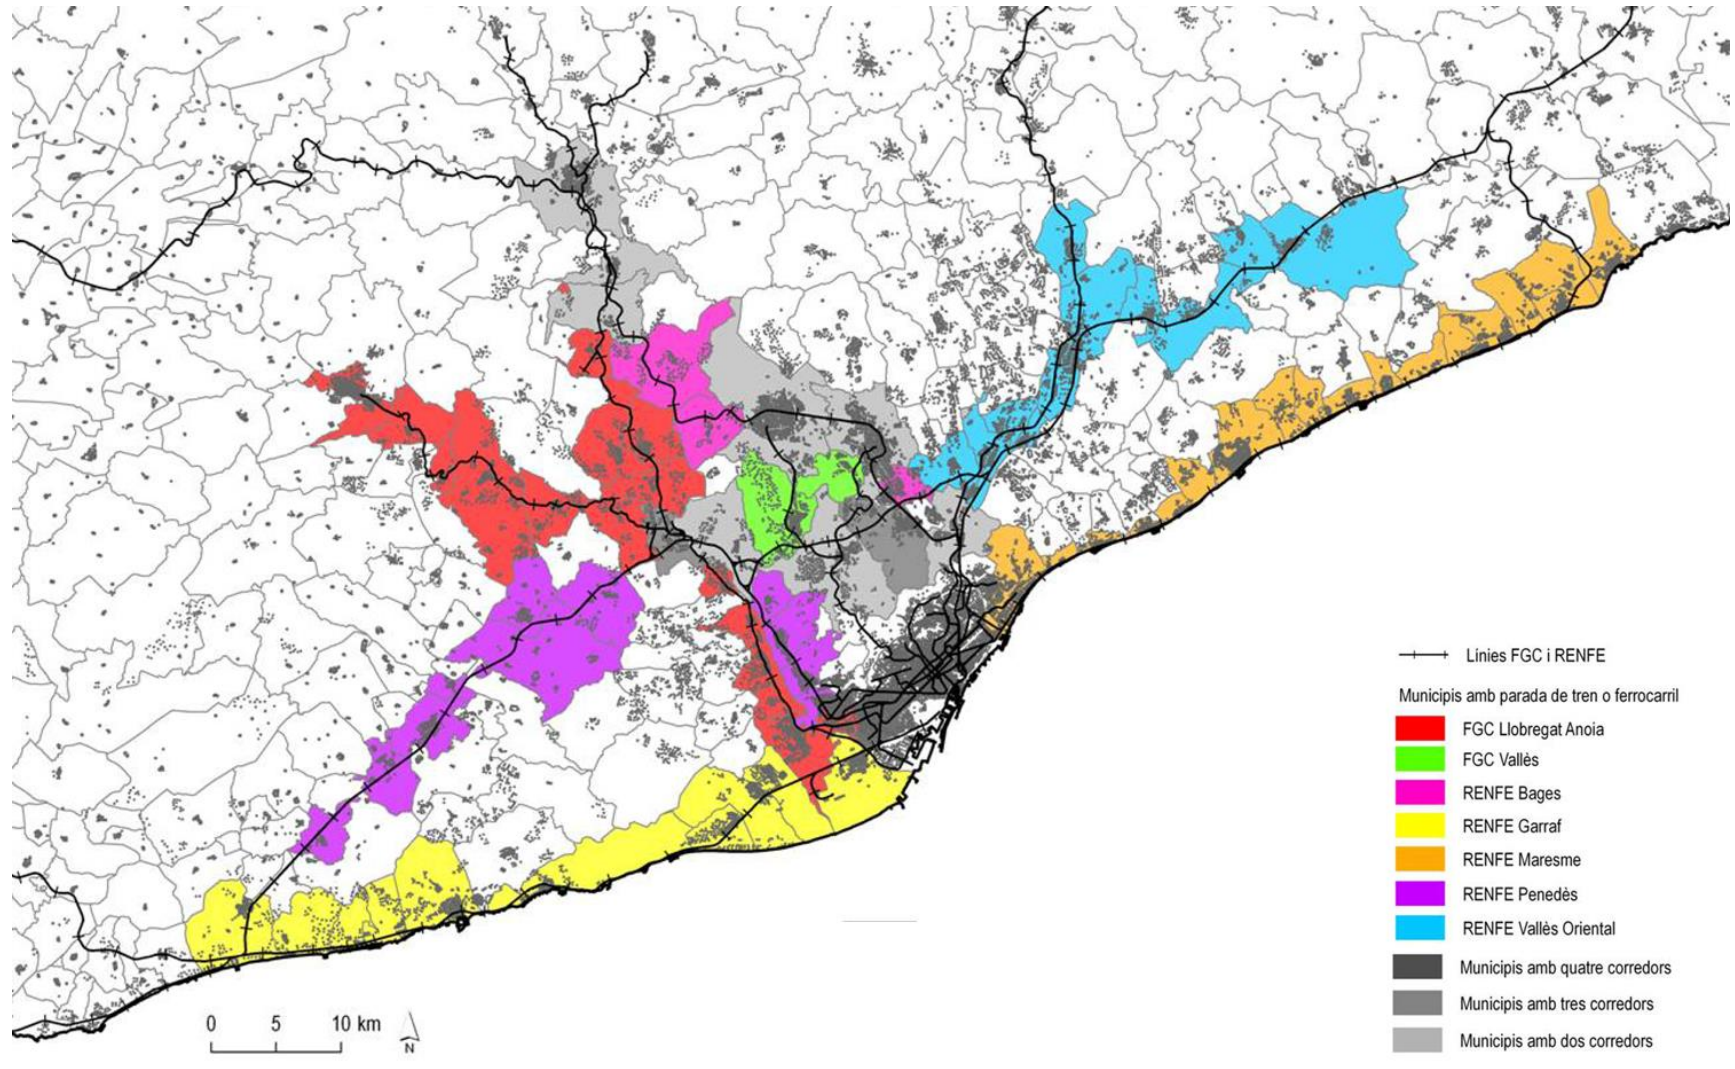 Línies FGC i RENFE
Municipis amb parada de tren o ferrocarril
FGC Llobregat Anoia
FGC Vallès
RENFE Bages
RENFE Garraf
RENFE Maresme
RENFE Penedès
RENFE Vallès Oriental
Municipis amb quatre corredors
Municipis amb tres corredors
Municipis amb dos corredors
0 5 10 km
N